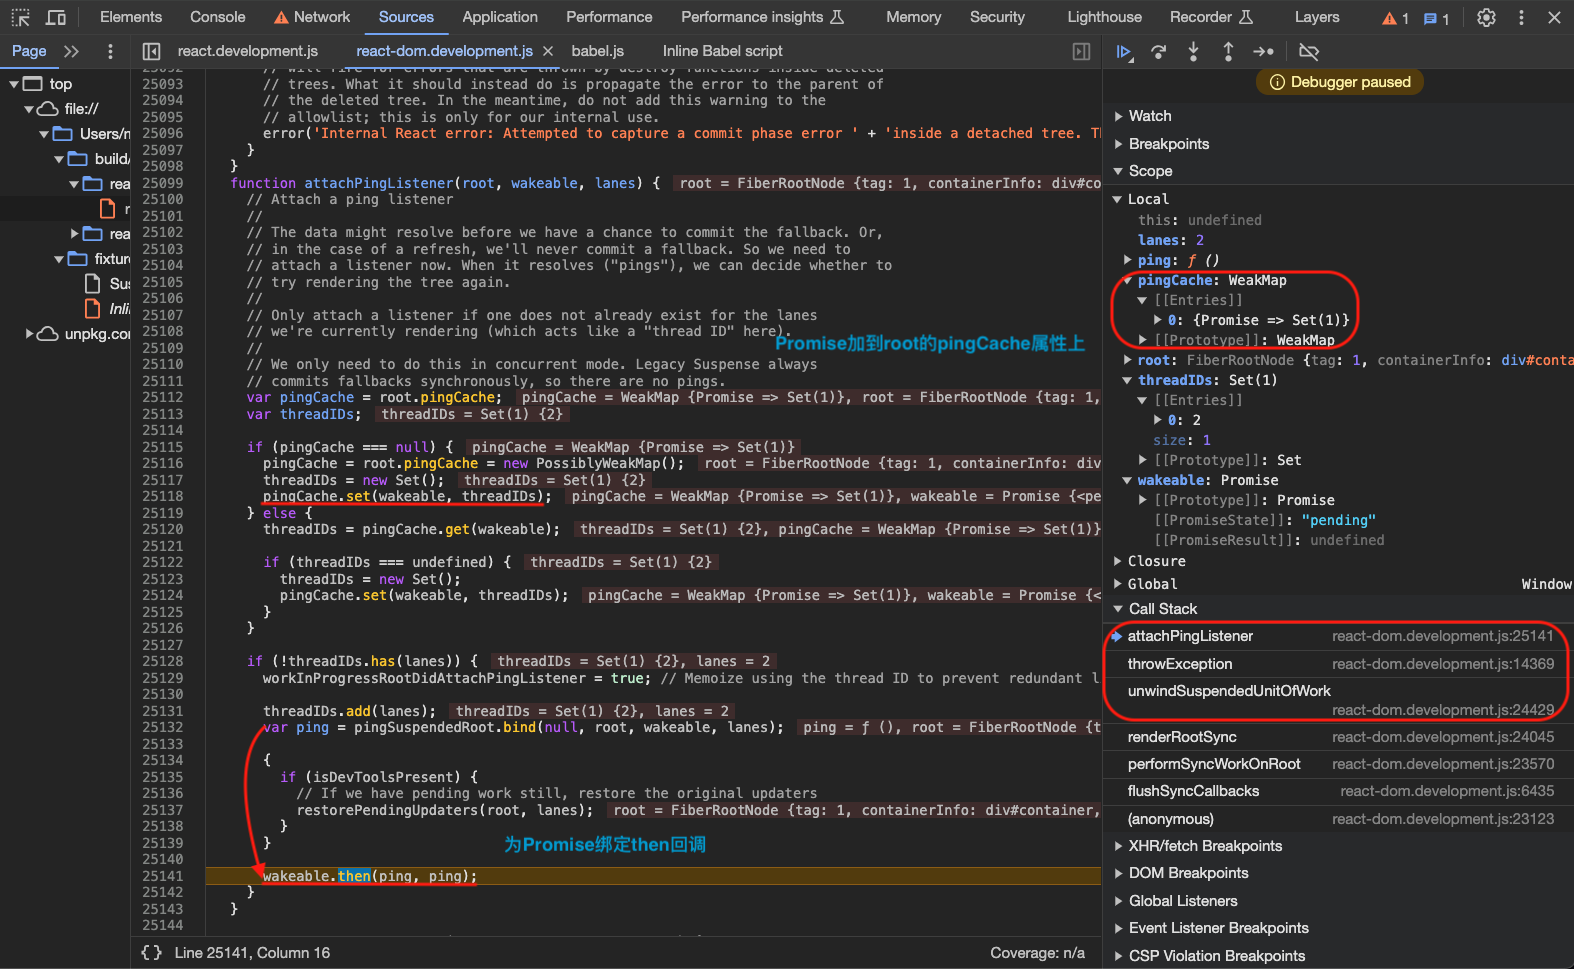 Elements Console Network Sources Application Performance Performance insights Memory Security Lighthouse Recorder Layers 1 1
Page react.development.js react-dom.development.js babel.js Inline Babel script
Debugger paused
top
file://
Users/n
build/
rea
r
rea
fixture
Sus
Inli
unpkg.con
25092 // will fire for errors that are thrown by destroy functions inside deleted
25093 // trees. What it should instead do is propagate the error to the parent of
25094 // the deleted tree. In the meantime, do not add this warning to the
25095 // allowlist; this is only for our internal use.
25096 error('Internal React error: Attempted to capture a commit phase error ' + 'inside a detached tree. Th
25097 }
25098 }
25099 function attachPingListener(root, wakeable, lanes) { root = FiberRootNode {tag: 1, containerInfo: div#co
25100 // Attach a ping listener
25101 //
25102 // The data might resolve before we have a chance to commit the fallback. Or,
25103 // in the case of a refresh, we'll never commit a fallback. So we need to
25104 // attach a listener now. When it resolves ("pings"), we can decide whether to
25105 // try rendering the tree again.
25106 //
25107 // Only attach a listener if one does not already exist for the lanes
25108 // we're currently rendering (which acts like a "thread ID" here).
Promise加到root的pingCache属性上
25109 //
25110 // We only need to do this in concurrent mode. Legacy Suspense always
25111 // commits fallbacks synchronously, so there are no pings.
25112 var pingCache = root.pingCache; pingCache = WeakMap {Promise => Set(1)}, root = FiberRootNode {tag: 1,
25113 var threadIDs; threadIDs = Set(1) {2}
25114
25115 if (pingCache === null) { pingCache = WeakMap {Promise => Set(1)}
25116 pingCache = root.pingCache = new PossiblyWeakMap(); root = FiberRootNode {tag: 1, containerInfo: div
25117 threadIDs = new Set(); threadIDs = Set(1) {2}
25118 pingCache.set(wakeable, threadIDs); pingCache = WeakMap {Promise => Set(1)}, wakeable = Promise {<pe
25119 } else {
25120 threadIDs = pingCache.get(wakeable); threadIDs = Set(1) {2}, pingCache = WeakMap {Promise => Set(1)}
25121
25122 if (threadIDs === undefined) { threadIDs = Set(1) {2}
25123 threadIDs = new Set();
25124 pingCache.set(wakeable, threadIDs); pingCache = WeakMap {Promise => Set(1)}, wakeable = Promise {<
25125 }
25126 }
25127
25128 if (!threadIDs.has(lanes)) { threadIDs = Set(1) {2}, lanes = 2
25129 workInProgressRootDidAttachPingListener = true; // Memoize using the thread ID to prevent redundant l
25130
25131 threadIDs.add(lanes); threadIDs = Set(1) {2}, lanes = 2
25132 var ping = pingSuspendedRoot.bind(null, root, wakeable, lanes); ping = ƒ (), root = FiberRootNode {t
25133
25134 {
25135 if (isDevToolsPresent) {
25136 // If we have pending work still, restore the original updaters
25137 restorePendingUpdaters(root, lanes); root = FiberRootNode {tag: 1, containerInfo: div#container,
25138 }
25139 }
为Promise绑定then回调
25140
25141 wakeable.then(ping, ping);
25142 }
25143 }
25144
{} Line 25141, Column 16 Coverage: n/a
Watch
Breakpoints
Scope
Local
this: undefined
lanes: 2
ping: ƒ ()
pingCache: WeakMap
[[Entries]]
0: {Promise => Set(1)}
[[Prototype]]: WeakMap
root: FiberRootNode {tag: 1, containerInfo: div#conta
threadIDs: Set(1)
[[Entries]]
0: 2
size: 1
[[Prototype]]: Set
wakeable: Promise
[[Prototype]]: Promise
[[PromiseState]]: "pending"
[[PromiseResult]]: undefined
Closure
Global Window
Call Stack
attachPingListener react-dom.development.js:25141
throwException react-dom.development.js:14369
unwindSuspendedUnitOfWork
react-dom.development.js:24429
renderRootSync react-dom.development.js:24045
performSyncWorkOnRoot react-dom.development.js:23570
flushSyncCallbacks react-dom.development.js:6435
(anonymous) react-dom.development.js:23123
XHR/fetch Breakpoints
DOM Breakpoints
Global Listeners
Event Listener Breakpoints
CSP Violation Breakpoints